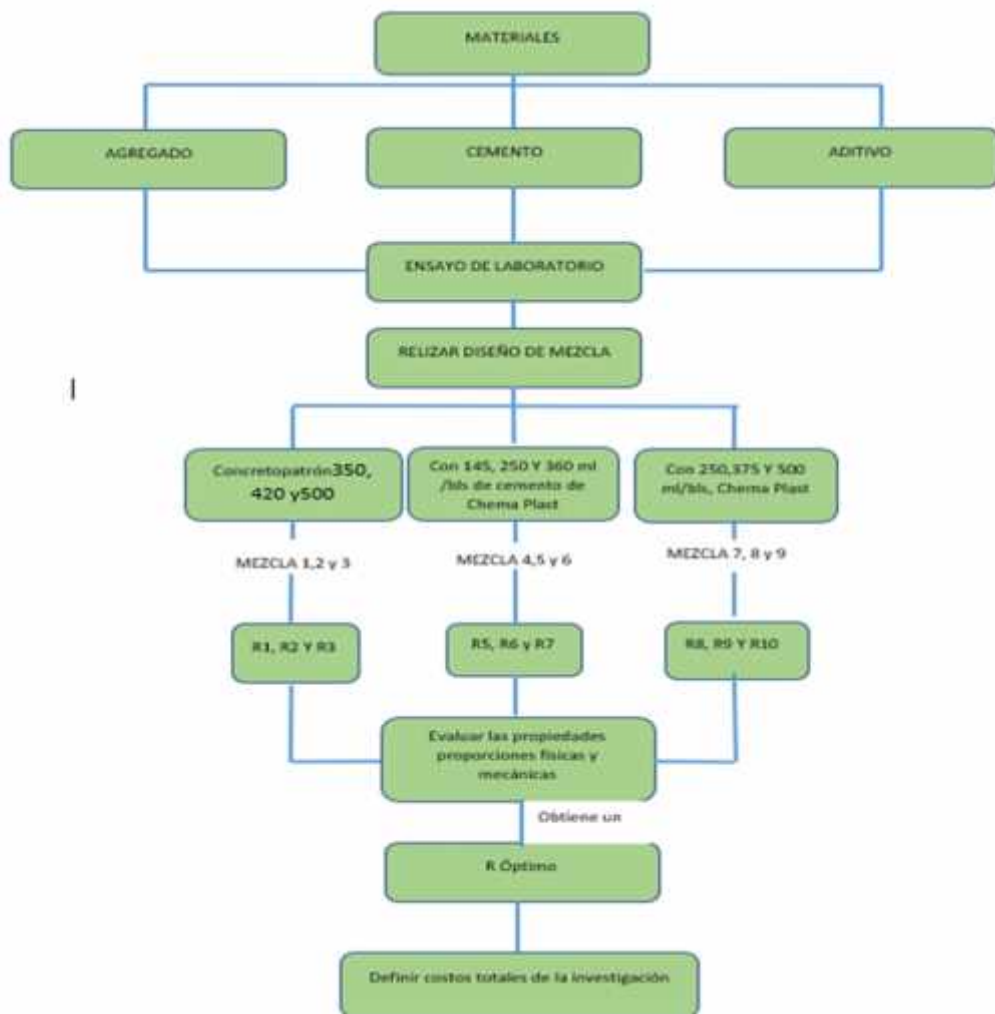 MATERIALES
AGREGADO
CEMENTO
ADITIVO
ENSAYO DE LABORATORIO
RELIZAR DISEÑO DE MEZCLA
Concretopatrón350,
420 y500
Con 145, 250 Y 360 ml
/bls de cemento de
Chema Plast
Con 250,375 Y 500
ml/bls, Chema Plast
MEZCLA 1,2 y 3
MEZCLA 4,5 y 6
MEZCLA 7, 8 y 9
R1, R2 Y R3
R5, R6 y R7
R8, R9 Y R10
Evaluar las propiedades
proporciones físicas y
mecánicas
Obtiene un
R Óptimo
Definir costos totales de la investigación